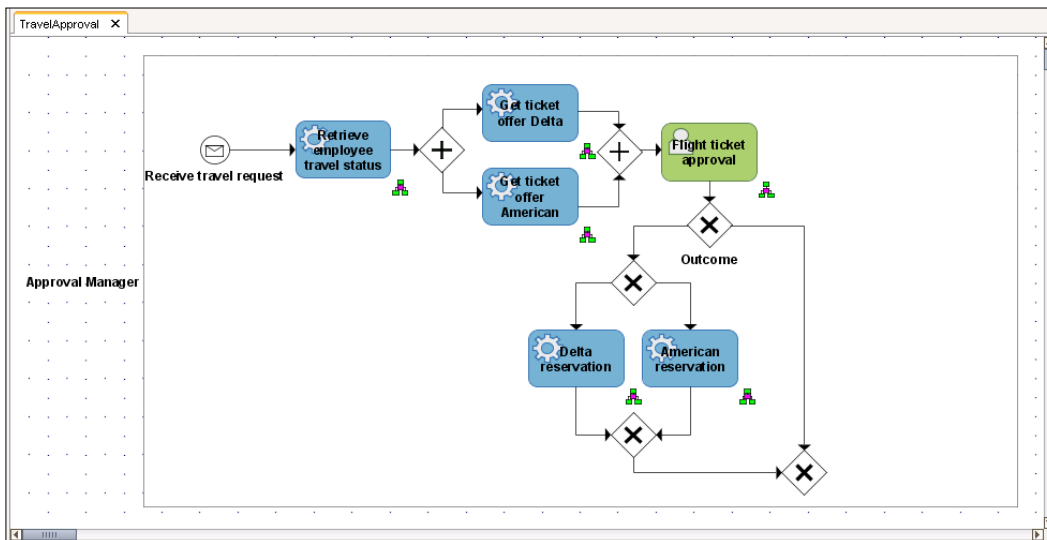 TravelApproval X
Get ticket
offer Delta
Retrieve
employee
travel status
Flight ticket
approval
Receive travel request
Get ticket
offer
American
Outcome
Approval Manager
Delta
reservation
American
reservation